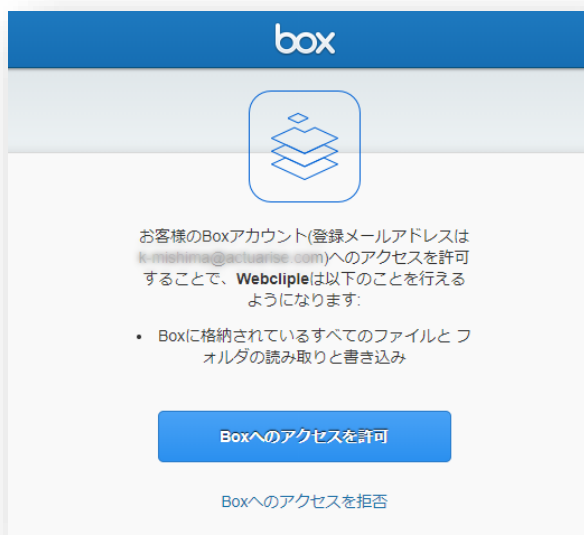 box
お客様のBoxアカウント(登録メールアドレスは
)へのアクセスを許可
することで、Webclipleは以下のことを行える
ようになります:
• Boxに格納されているすべてのファイルと フ
ォルダの読み取りと書き込み
Boxへのアクセスを許可
Boxへのアクセスを拒否